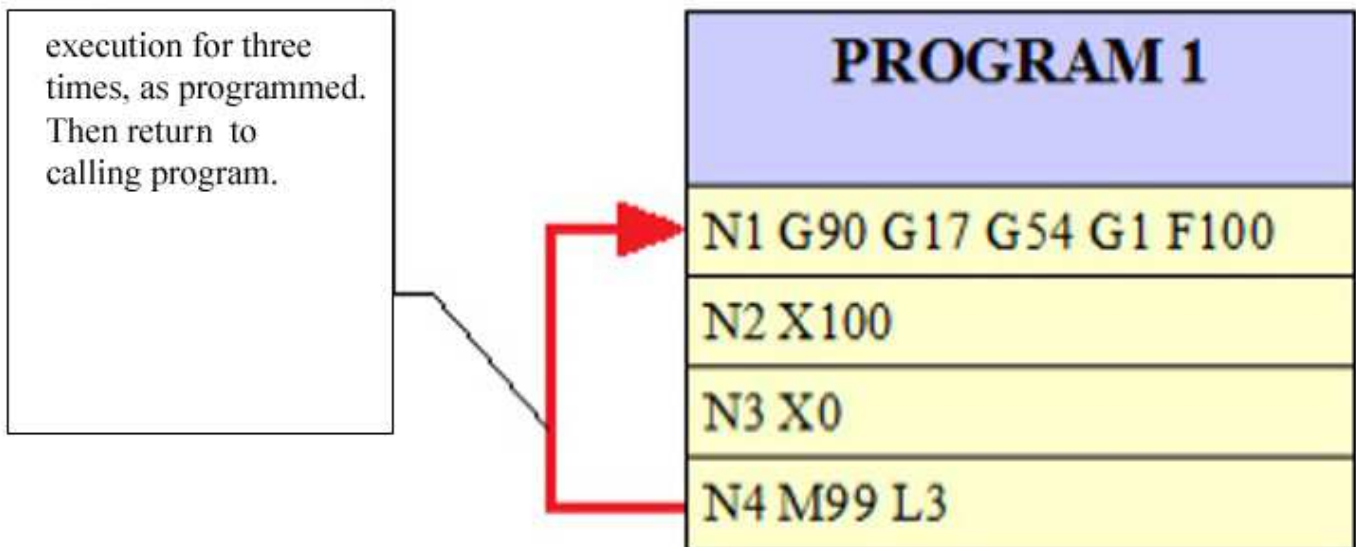 execution for three
times, as programmed.
Then return to
calling program.
PROGRAM 1
N1 G90 G17 G54 G1 F100
N2 X100
N3 X0
N4 M99 L3